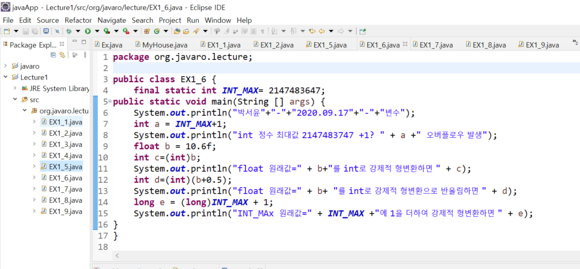 javaApp - Lecture1/src/org/javaro/lecture/EX1_6.java - Eclipse IDE
File Edit Source Refactor Navigate Search Project Run Window Help
Package Expl...
Ex.java MyHouse.java EX1_1.java EX1_2.java EX1_5.java EX1_6.java EX1_7.java EX1_8.java EX1_9.java
javaro
Lecture1
JRE System Library
src
org.javaro.lectu
EX1_1.java
EX1_2.java
EX1_3.java
EX1_4.java
EX1_5.java
EX1_6.java
EX1_7.java
EX1_8.java
EX1_9.java
1 package org.javaro.lecture;
2
3 public class EX1_6 {
4 final static int INT_MAX= 2147483647;
5 public static void main(String [] args) {
6 System.out.println("박서윤"+"-"+"2020.09.17"+"-"+"변수");
7 int a = INT_MAX+1;
8 System.out.println("int 정수 최대값 2147483747 +1? " + a +" 오버플로우 발생");
9 float b = 10.6f;
10 int c=(int)b;
11 System.out.println("float 원래값=" + b+"를 int로 강제적 형변환하면 " + c);
12 int d=(int)(b+0.5);
13 System.out.println("float 원래값=" + b+ "를 int로 강제적 형변환으로 반올림하면 " + d);
14 long e = (long)INT_MAX + 1;
15 System.out.println("INT_MAx 원래값=" + INT_MAX +"에 1을 더하여 강제적 형변환하면 " + e);
16 }
17 }
18